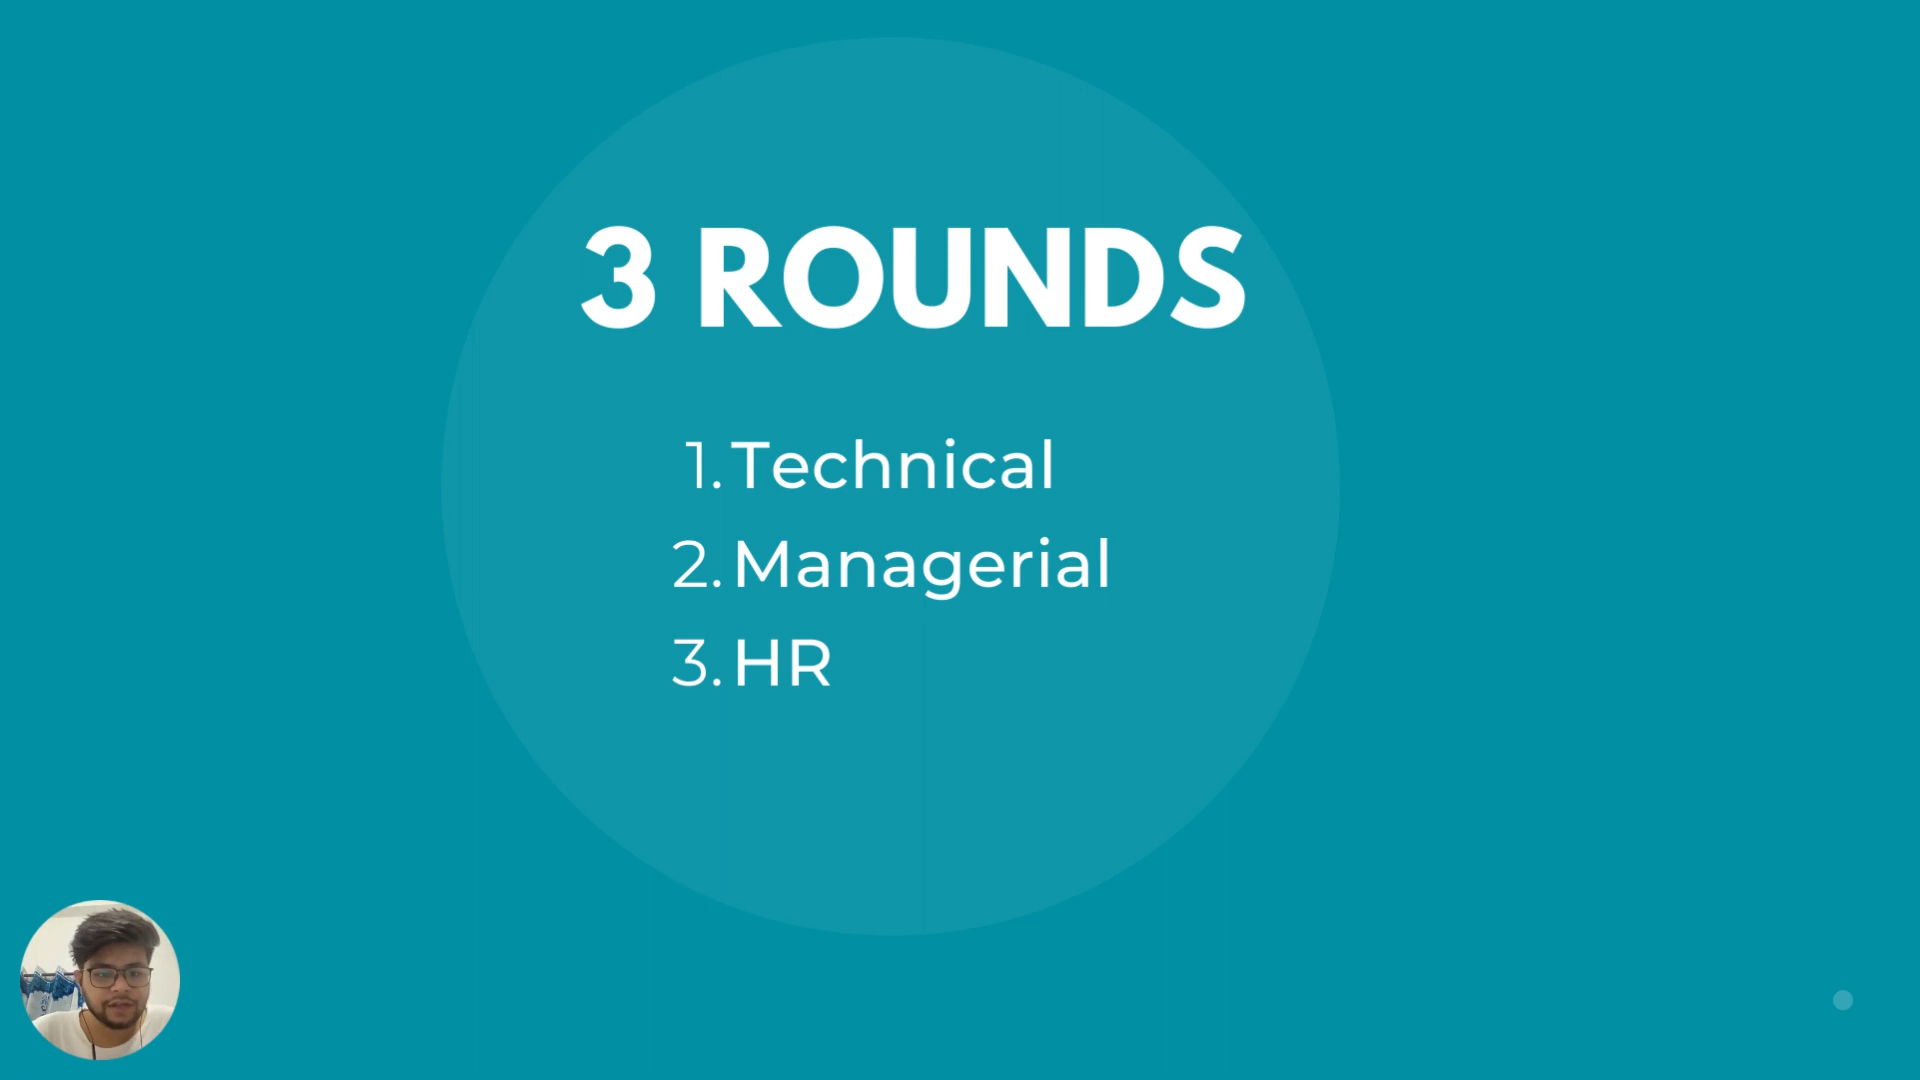 3 ROUNDS
1. Technical
2. Managerial
3. HR